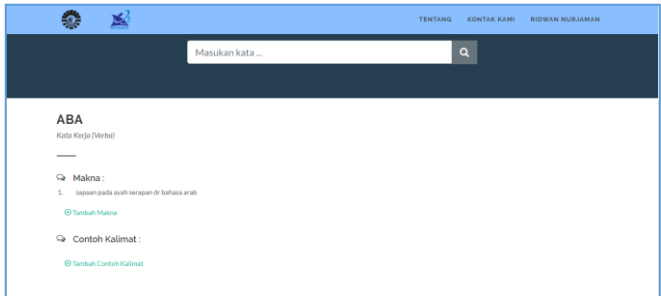 TENTANG KONTAK KAMI RIDWAN NURJAMAN
Masukan kata ...
ABA
Kata Kerja (Verba)
Makna :
1. sapaan pada ayah serapan dr bahasa arab
Tambah Makna
Contoh Kalimat :
Tambah Contoh Kalimat